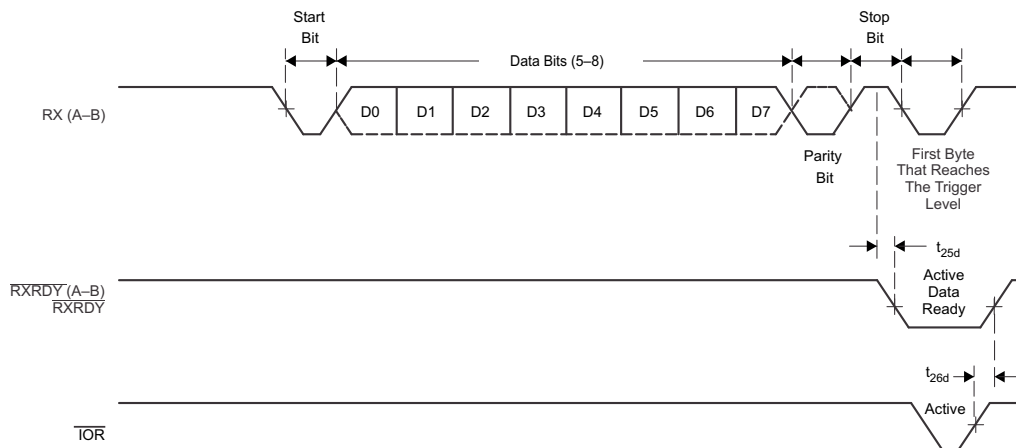 Start
Bit
Data Bits (5–8)
Stop
Bit
RX (A–B)
D0 D1 D2 D3 D4 D5 D6 D7
Parity
Bit
First Byte
That Reaches
The Trigger
Level
t25d
RXRDY (A–B)
RXRDY
Active
Data
Ready
t26d
IOR
Active